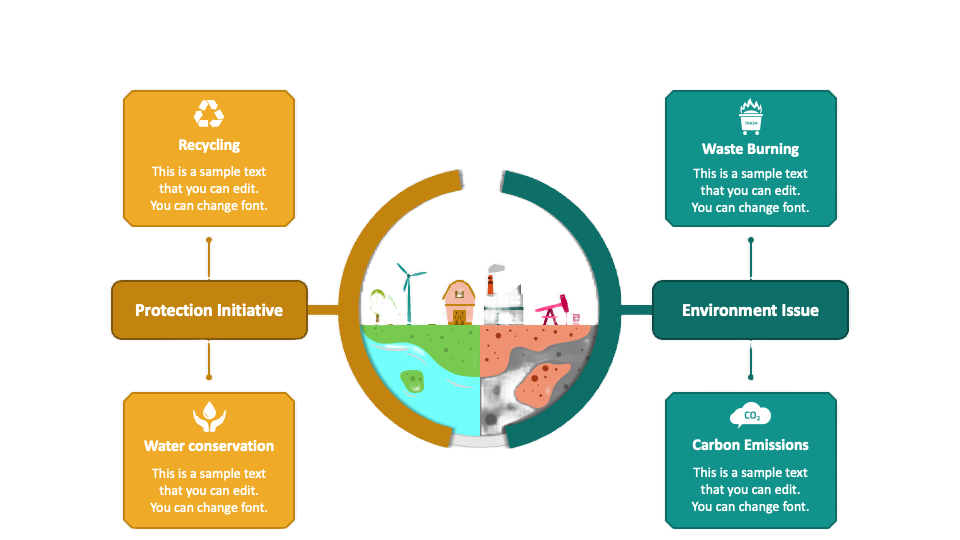 Recycling
This is a sample text
that you can edit.
You can change font.
Protection Initiative
Water conservation
This is a sample text
that you can edit.
You can change font.
TRASH
Waste Burning
This is a sample text
that you can edit.
You can change font.
Environment Issue
CO₂
Carbon Emissions
This is a sample text
that you can edit.
You can change font.